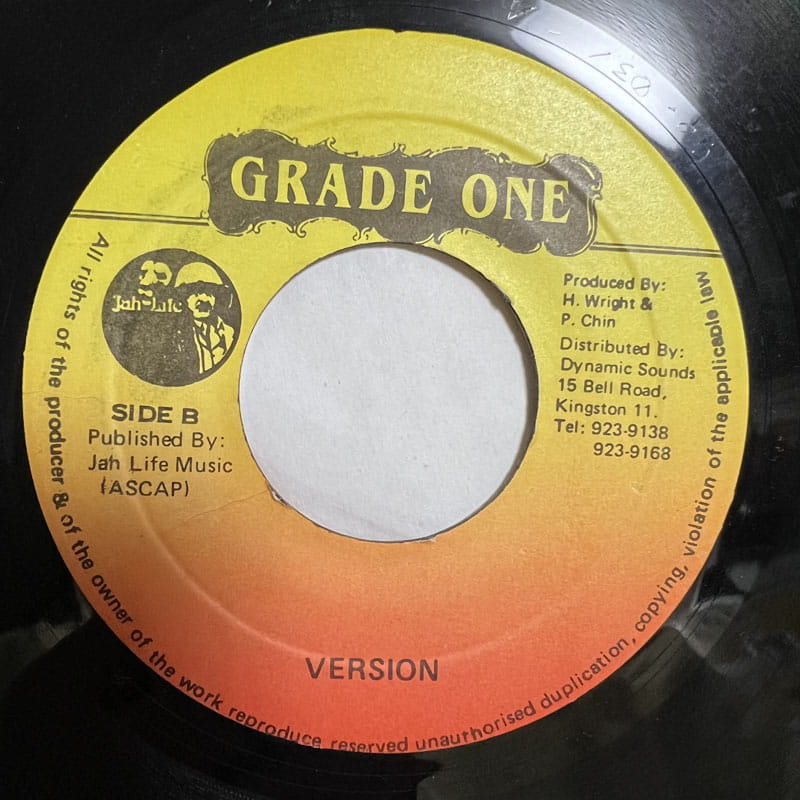 GRADE ONE
Jah-Life
SIDE B
Published By:
Jah Life Music
(ASCAP)
Produced By:
H. Wright &
P. Chin
Distributed By:
Dynamic Sounds
15 Bell Road,
Kingston 11.
Tel: 923-9138
923-9168
VERSION
All rights of the producer & of the owner of the work reproduce reserved unauthorised duplication, copying, violation of the applicable law